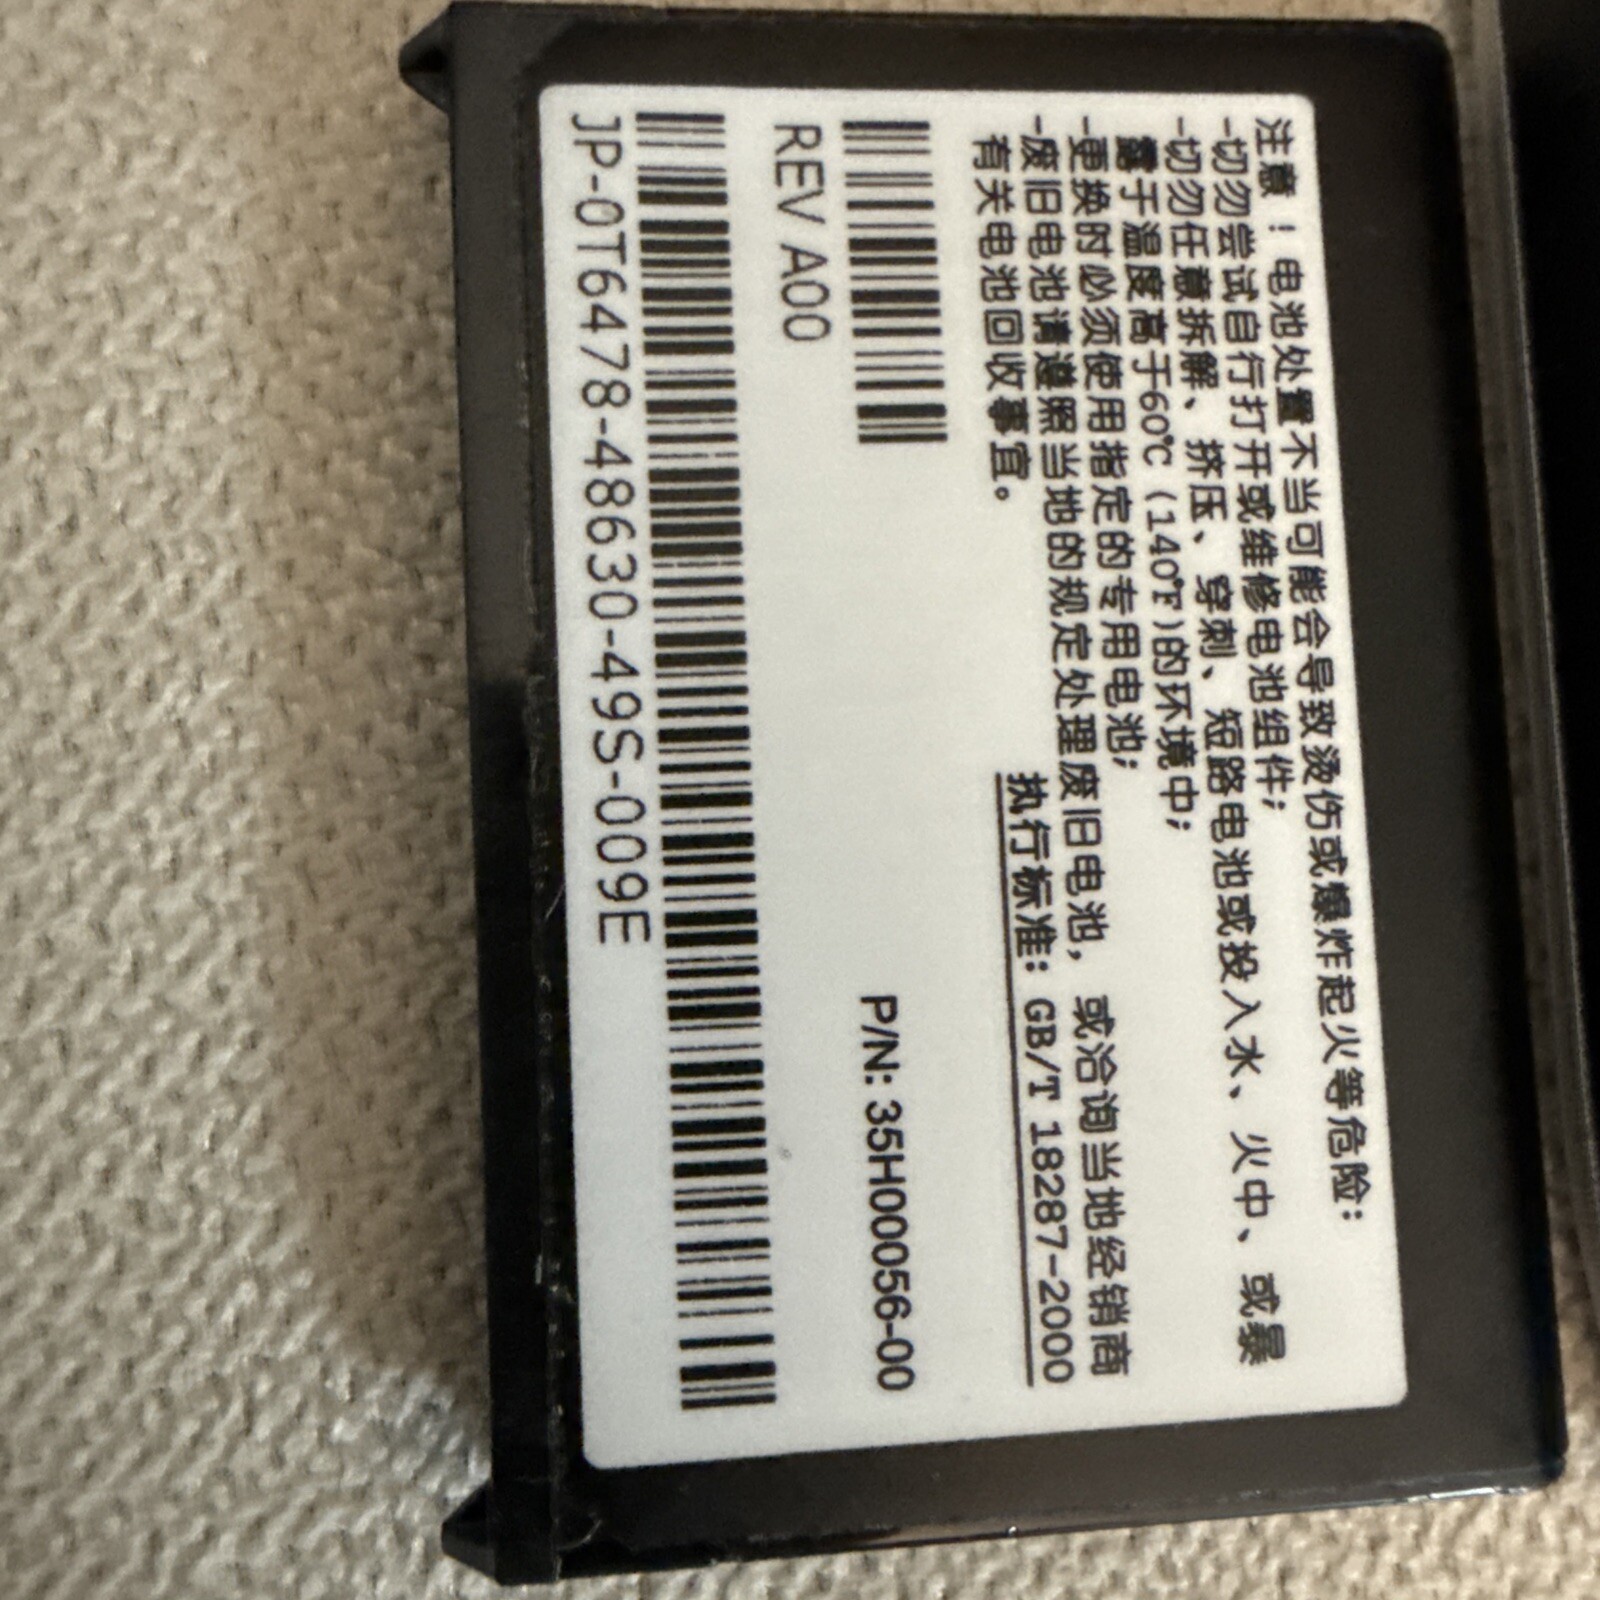 注意！电池处置不当可能会导致烫伤或爆炸起火等危险：
-切勿尝试自行打开或维修电池组件；
-切勿任意拆解、挤压、穿刺、短路电池或投入水、火中、或暴
露于温度高于60℃（140℉）的环境中；
-更换时必须使用指定的专用电池；
-废旧电池请遵照当地的规定处理废旧电池，或洽询当地经销商
有关电池回收事宜。
执行标准：GB/T 18287-2000
REV A00
P/N: 35H00056-00
JP-0T6478-48630-49S-009E